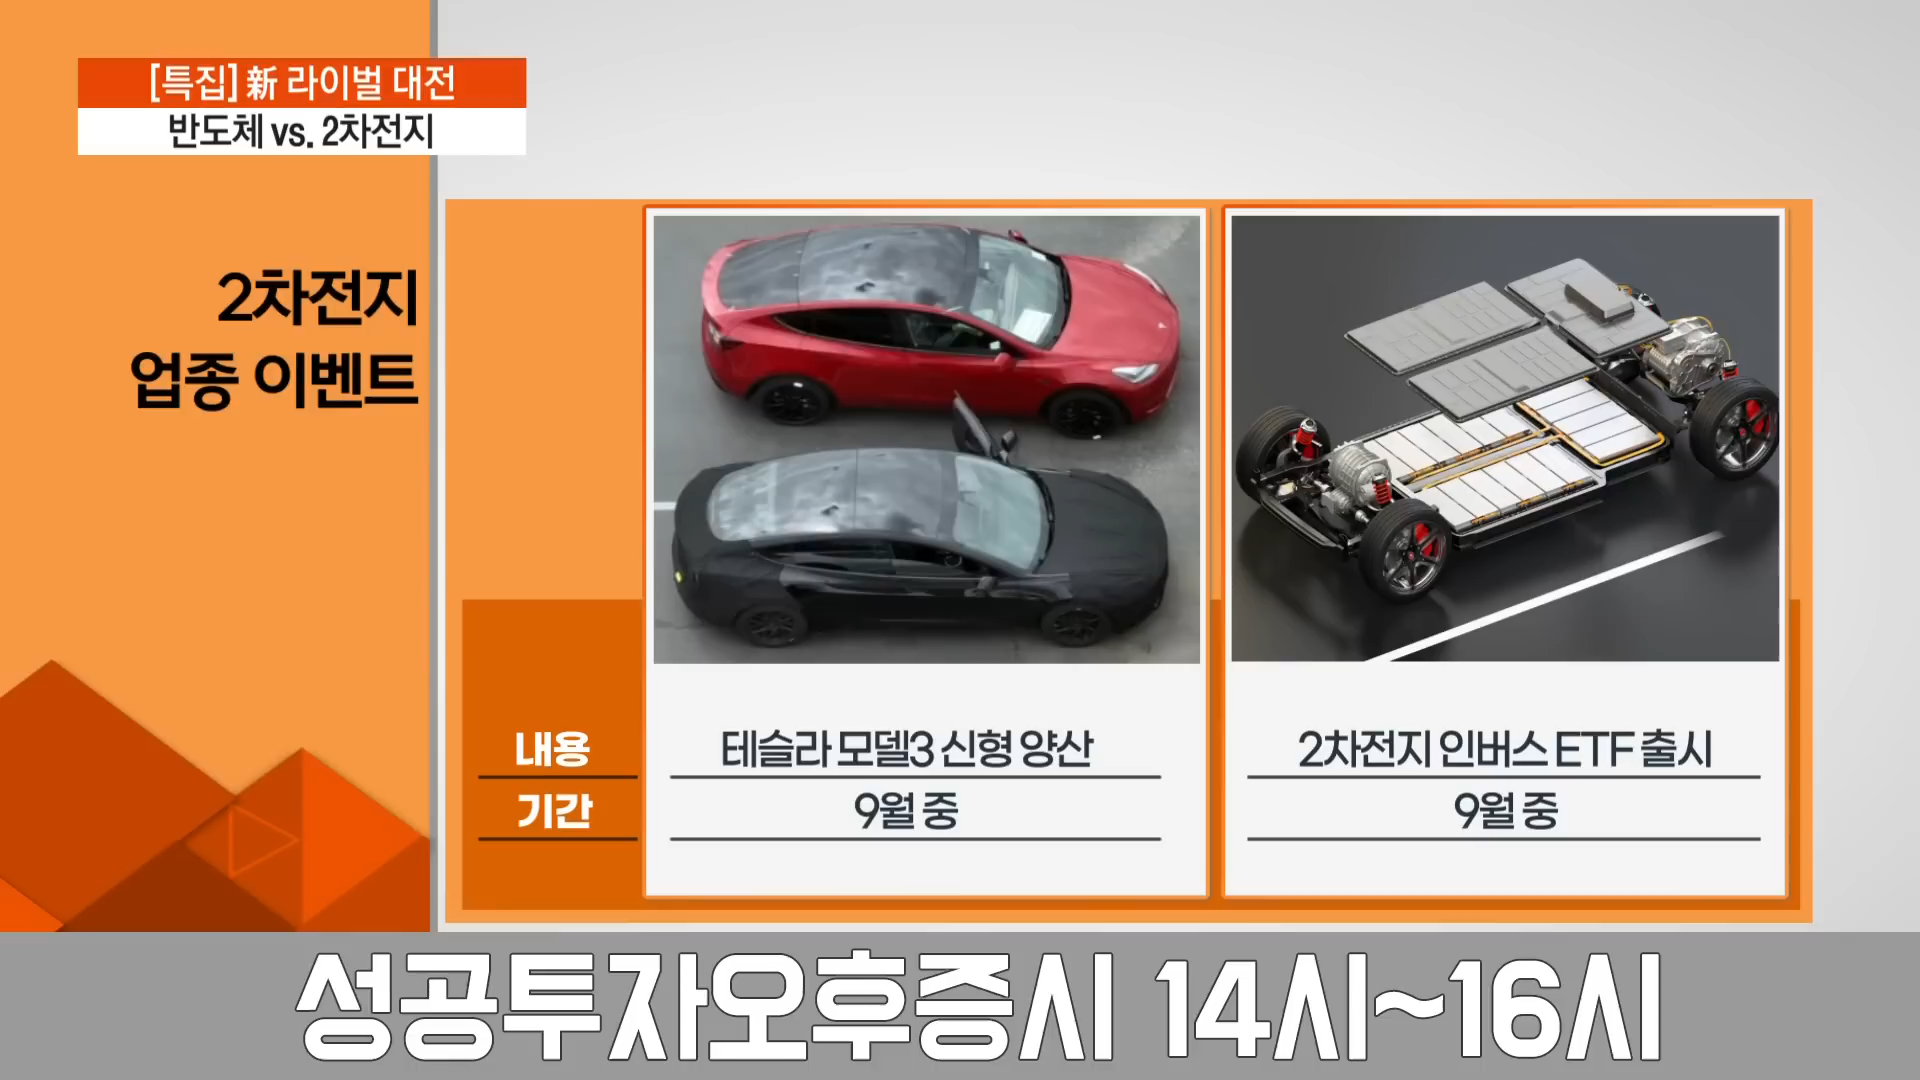 [특집] 新 라이벌 대전
반도체 vs. 2차전지
2차전지
업종 이벤트
내용
테슬라 모델3 신형 양산
2차전지 인버스 ETF 출시
기간
9월 중
9월 중
성공투자오후증시 14시~16시